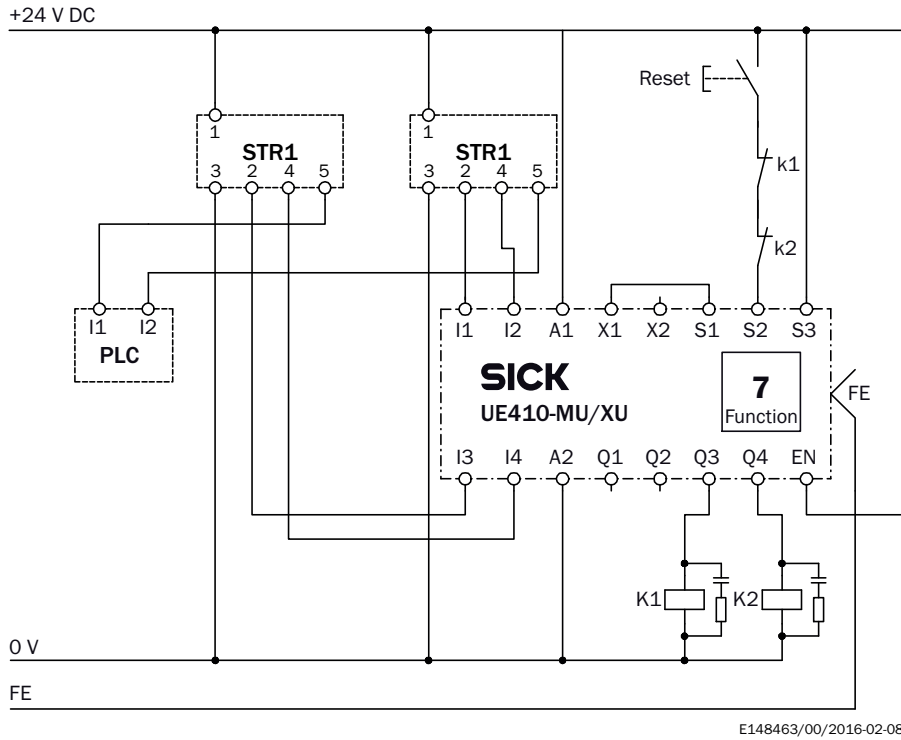 +24 V DC
Reset
1
STR1
3 2 4 5
1
STR1
3 2 4 5
k1
k2
I1 I2
PLC
I1 I2 A1 X1 X2 S1 S2 S3
SICK
UE410-MU/XU
7
Function
FE
I3 I4 A2 Q1 Q2 Q3 Q4 EN
K1
K2
0 V
FE
E148463/00/2016-02-08